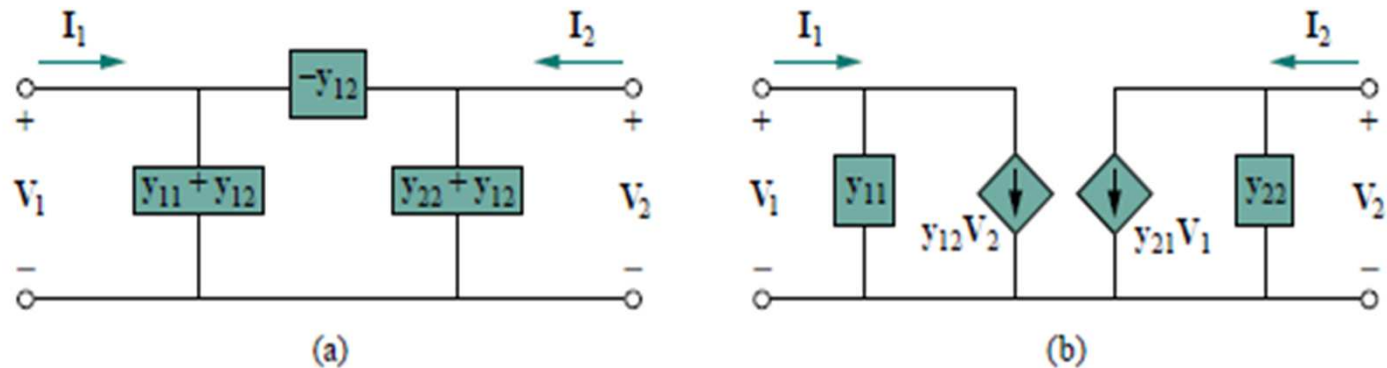 I₁ I₂
–y₁₂
+ +
V₁ y₁₁ + y₁₂ y₂₂ + y₁₂ V₂
– –
(a)
I₁ I₂
+ +
V₁ y₁₁ y₂₂ V₂
y₁₂V₂ y₂₁V₁
– –
(b)